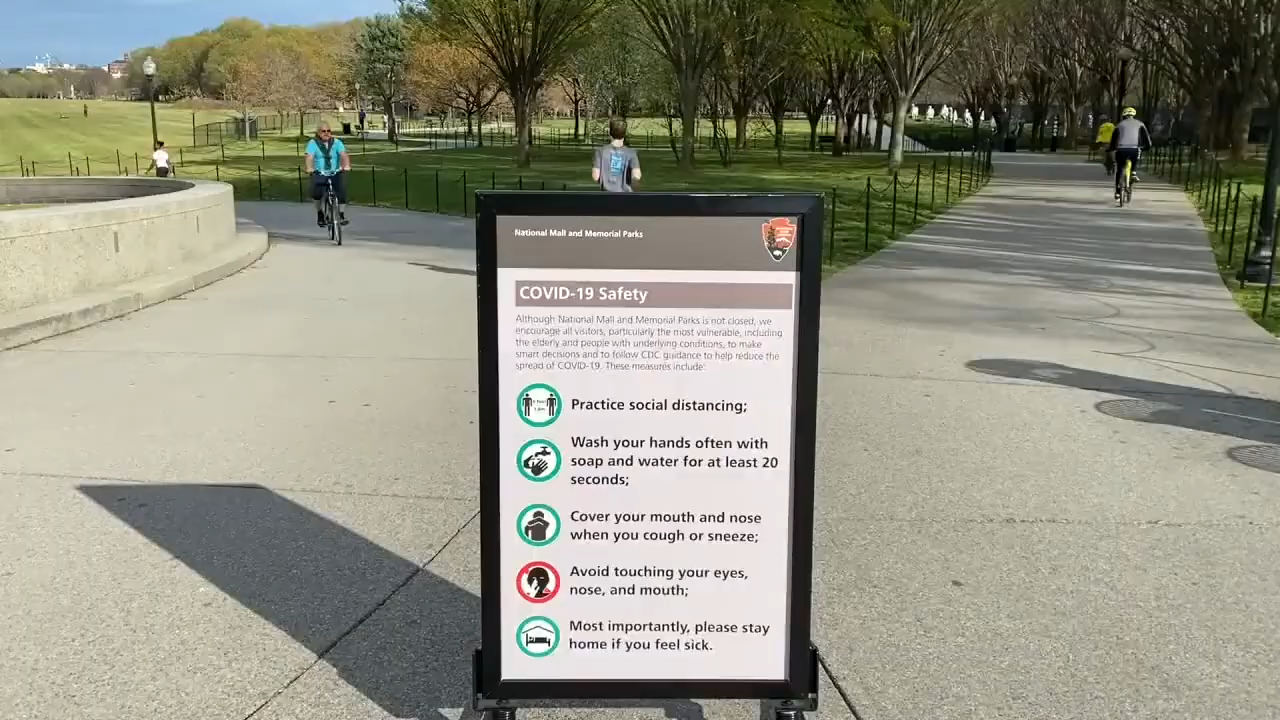 National Mall and Memorial Parks
COVID-19 Safety
Although National Mall and Memorial Parks is not closed, we
encourage all visitors, particularly the most vulnerable, including
the elderly and people with underlying conditions, to make
smart decisions and to follow CDC guidance to help reduce the
spread of COVID-19. These measures include:
Practice social distancing;
Wash your hands often with
soap and water for at least 20
seconds;
Cover your mouth and nose
when you cough or sneeze;
Avoid touching your eyes,
nose, and mouth;
Most importantly, please stay
home if you feel sick.